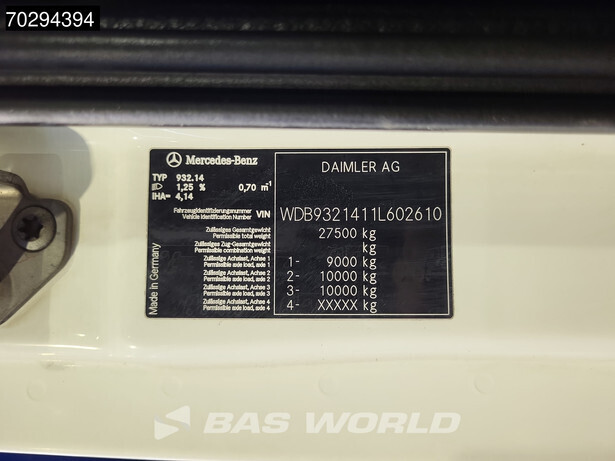 70294394
Mercedes-Benz
DAIMLER AG
TYP 932.14
1,25 % 0,70 m⁻¹
IHA= 4,14
Fahrzeugidentifizierungsnummer
Vehicle Identification Number VIN WDB9321411L602610
Zulässiges Gesamtgewicht
Permissible total weight 27500 kg
Zulässiges Zug-Gesamtgewicht
Permissible combination weight kg
Zulässige Achslast, Achse 1
Permissible axle load, axle 1 1- 9000 kg
Zulässige Achslast, Achse 2
Permissible axle load, axle 2 2- 10000 kg
Zulässige Achslast, Achse 3
Permissible axle load, axle 3 3- 10000 kg
Zulässige Achslast, Achse 4
Permissible axle load, axle 4 4- XXXXX kg
Made in Germany
BAS WORLD